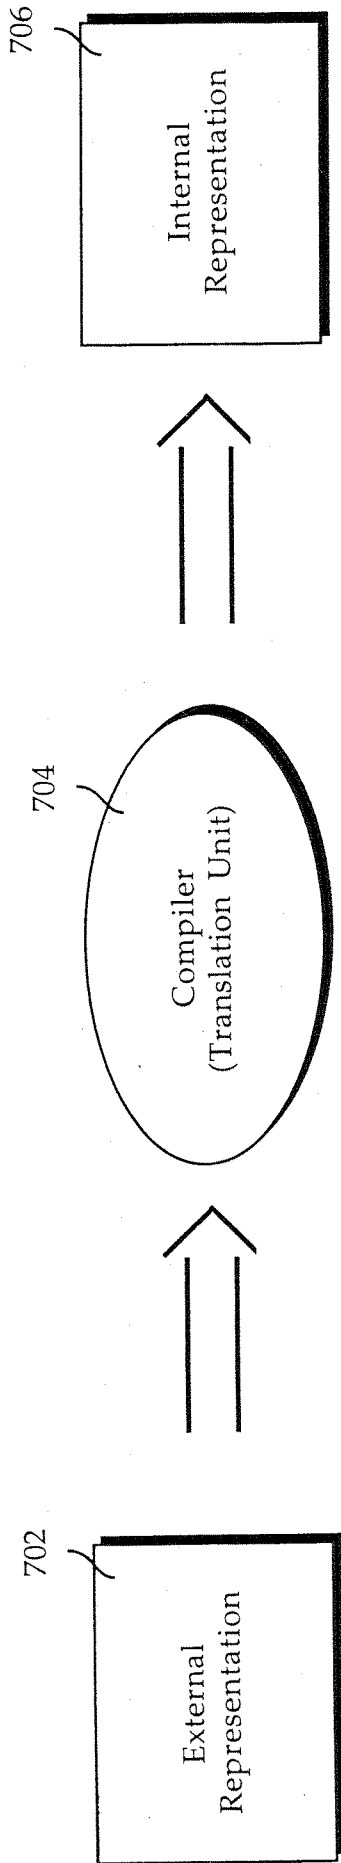 702
External
Representation
704
Compiler
(Translation Unit)
706
Internal
Representation